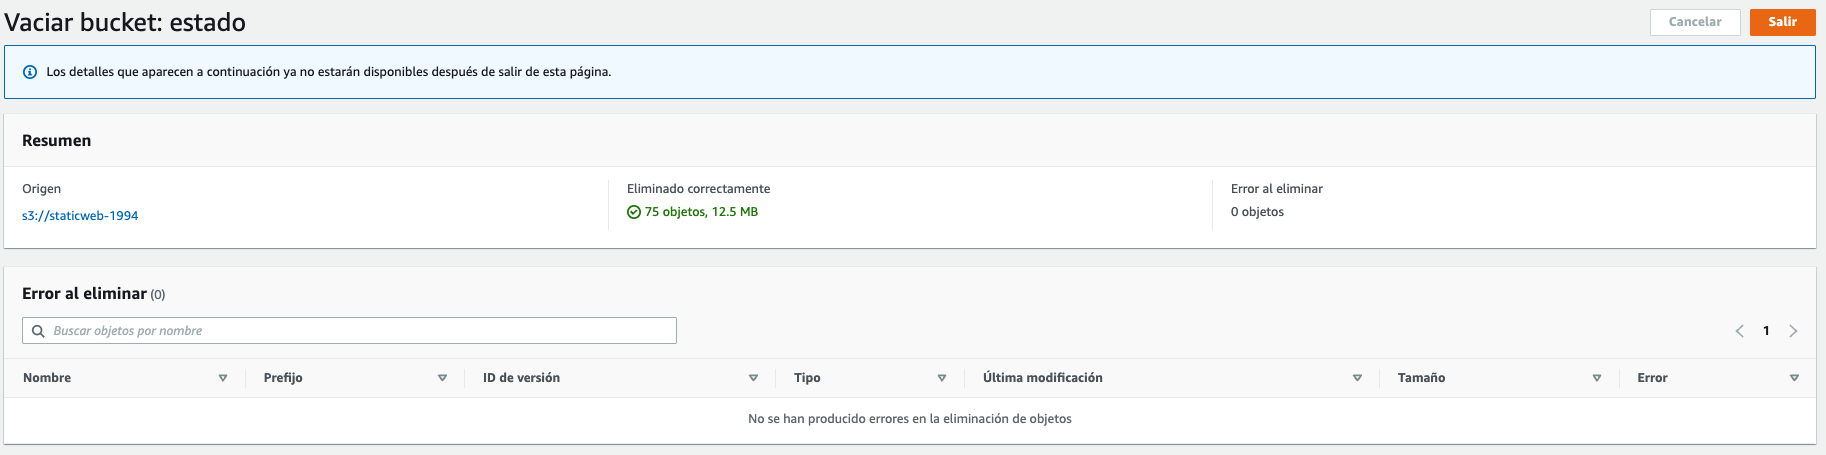 Vaciar bucket: estado
Cancelar
Salir
Los detalles que aparecen a continuación ya no estarán disponibles después de salir de esta página.
Resumen
Origen
s3://staticweb-1994
Eliminado correctamente
75 objetos, 12.5 MB
Error al eliminar
0 objetos
Error al eliminar (0)
Buscar objetos por nombre
1
Nombre Prefijo ID de versión Tipo Última modificación Tamaño Error
No se han producido errores en la eliminación de objetos